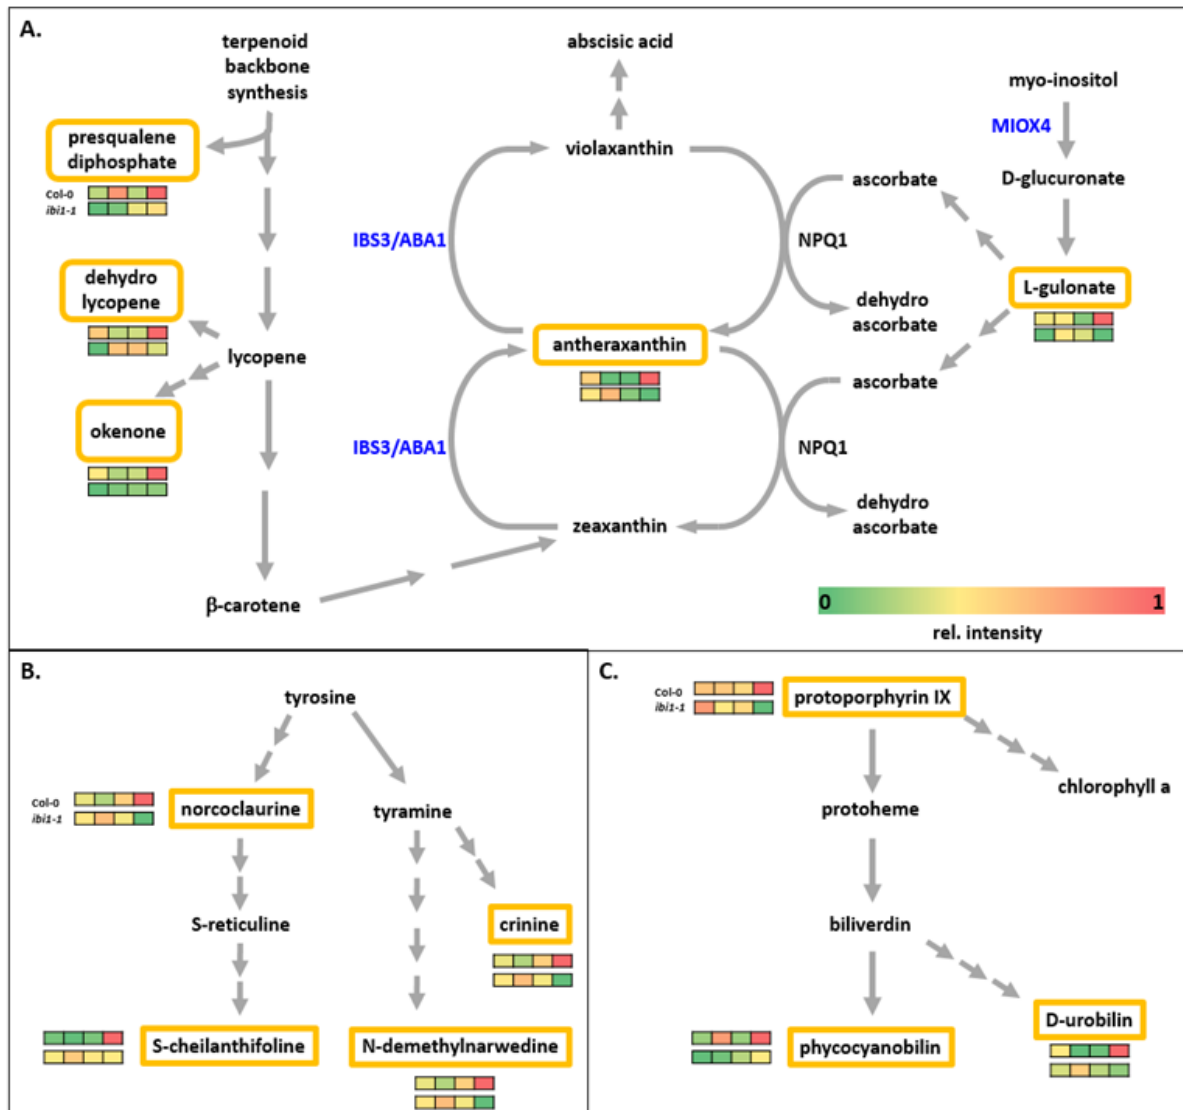 A.
terpenoid
backbone
synthesis
abscisic acid
myo-inositol
MIOX4
presqualene
diphosphate
Col-0
ibi1-1
violaxanthin
ascorbate
D-glucuronate
IBS3/ABA1
NPQ1
dehydro
lycopene
L-gulonate
dehydro
ascorbate
antheraxanthin
lycopene
ascorbate
okenone
IBS3/ABA1
NPQ1
zeaxanthin
dehydro
ascorbate
β-carotene
0
1
rel. intensity
B.
tyrosine
Col-0
ibi1-1
norcoclaurine
tyramine
S-reticuline
crinine
S-cheilanthifoline
N-demethylnarwedine
C.
Col-0
ibi1-1
protoporphyrin IX
chlorophyll a
protoheme
biliverdin
D-urobilin
phycocyanobilin